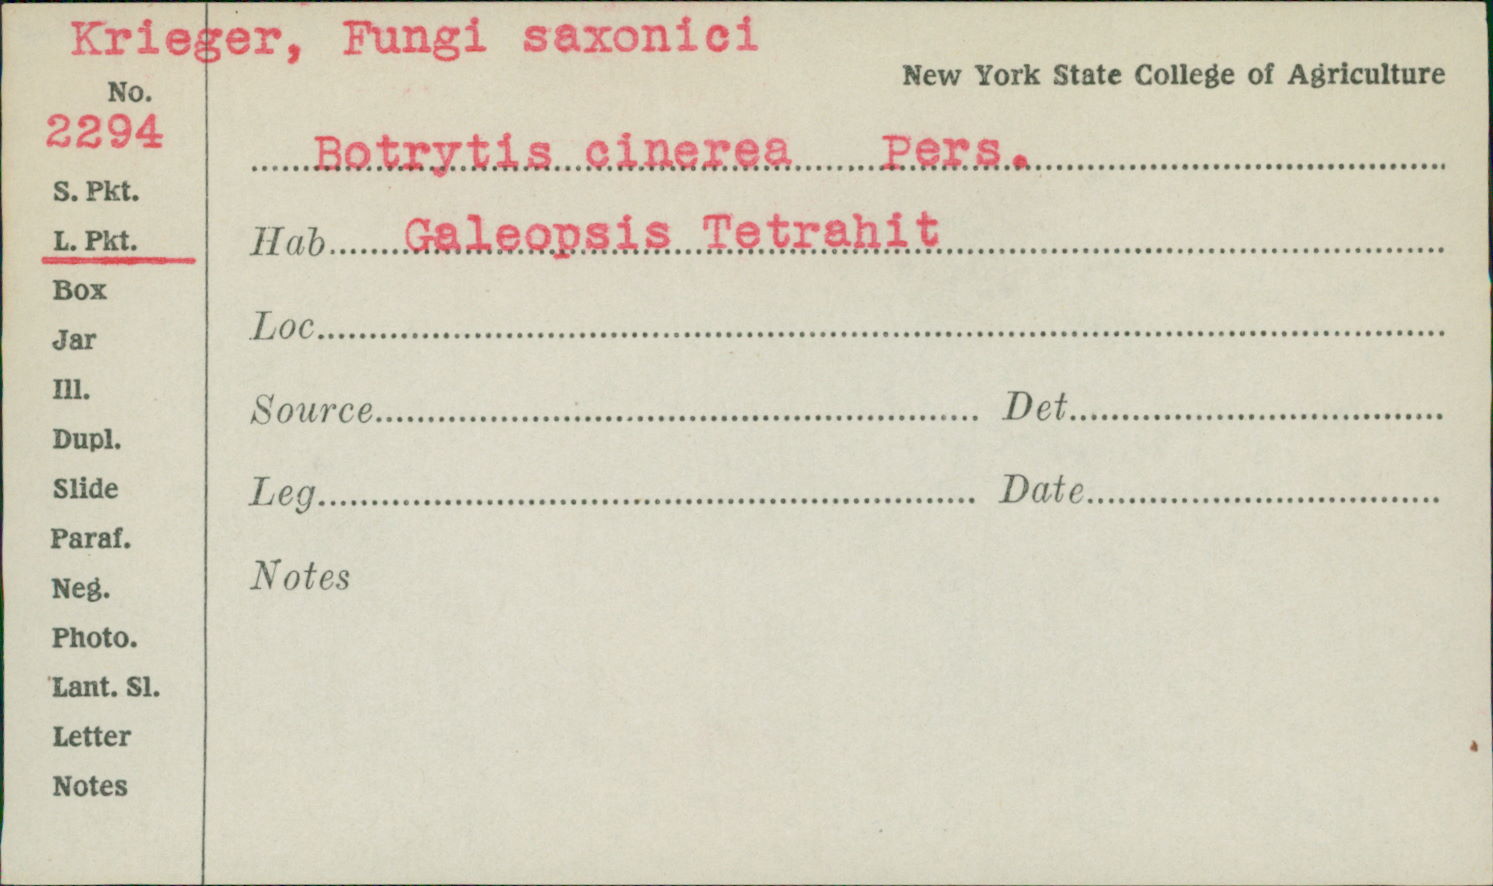 Krieger, Fungi saxonici
New York State College of Agriculture
No.
2294
Botrytis cinerea Pers.
S. Pkt.
L. Pkt.
Hab Galeopsis Tetrahit
Box
Loc
Jar
Ill.
Source Det
Dupl.
Slide
Leg Date
Paraf.
Notes
Neg.
Photo.
Lant. Sl.
Letter
Notes